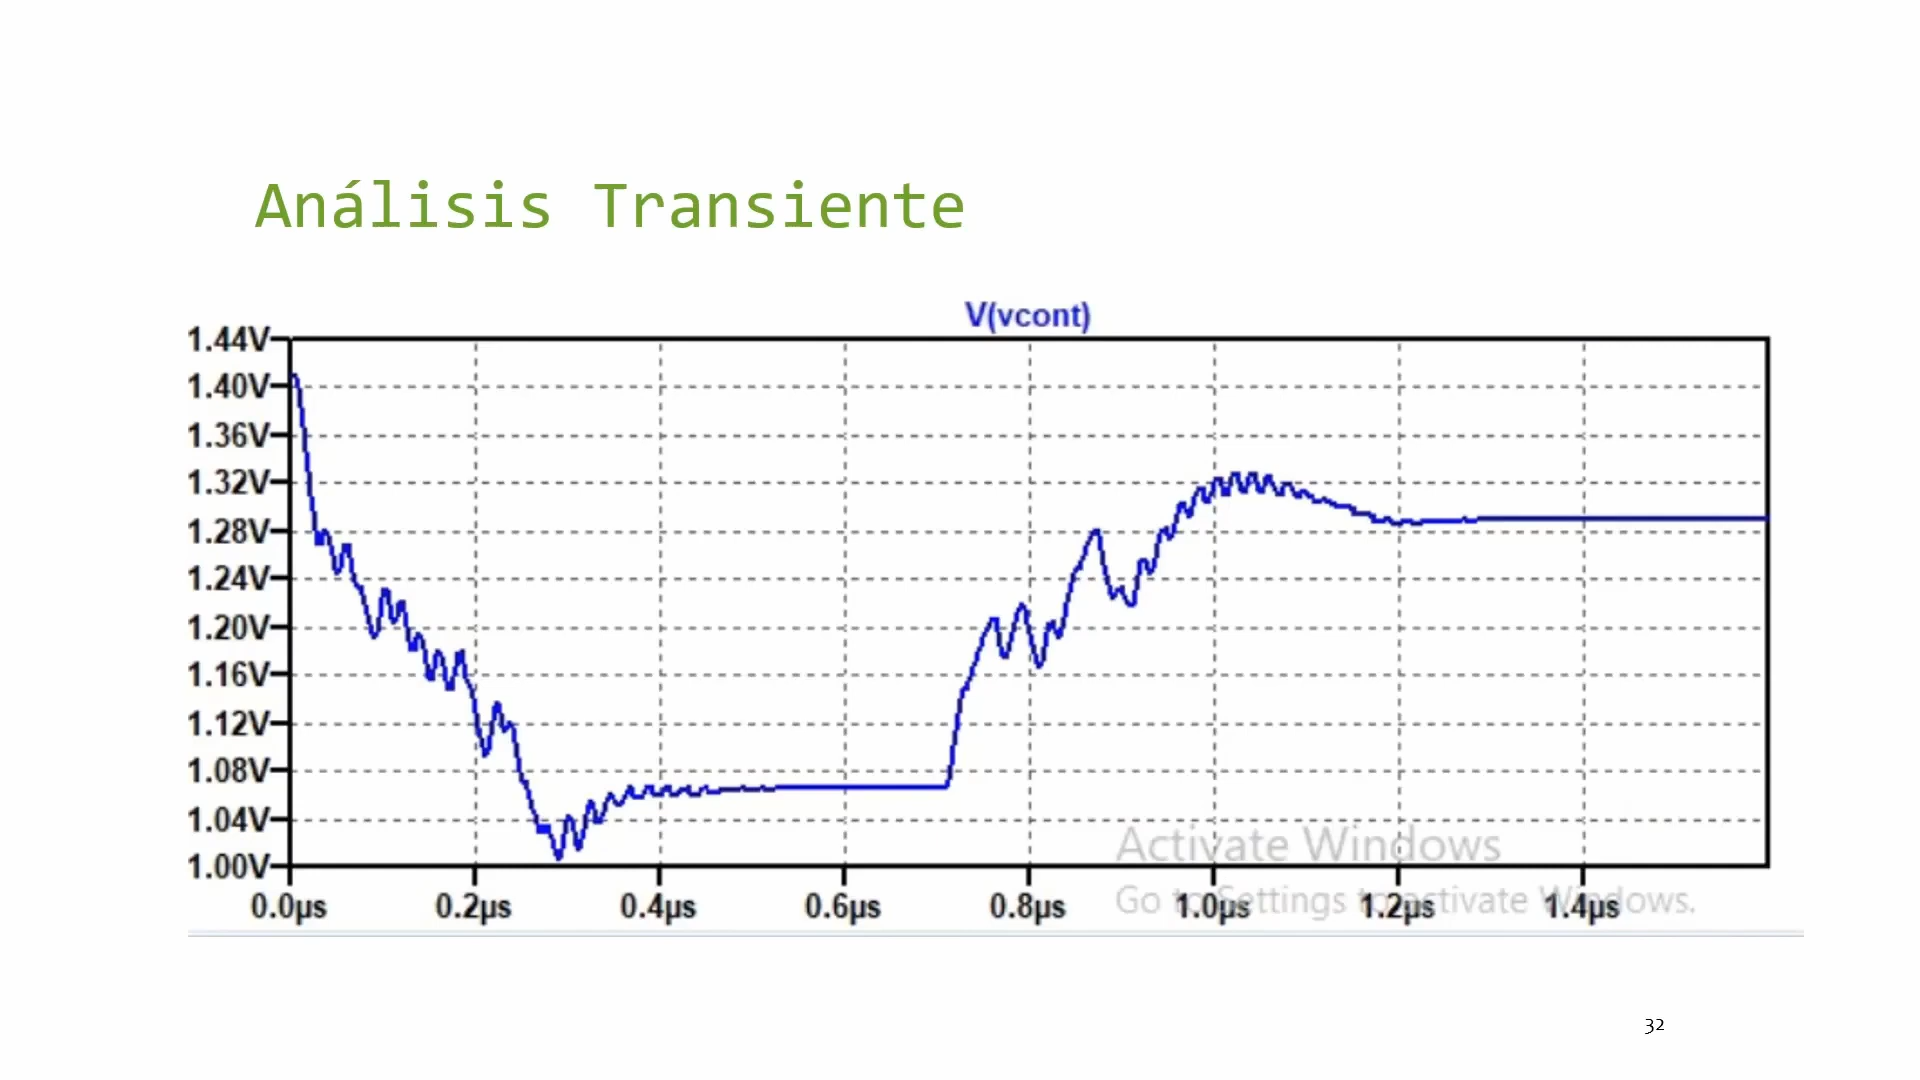 Análisis Transiente
V(vcont)
1.44V
1.40V
1.36V
1.32V
1.28V
1.24V
1.20V
1.16V
1.12V
1.08V
1.04V
1.00V
0.0µs 0.2µs 0.4µs 0.6µs 0.8µs 1.0µs 1.2µs 1.4µs
Activate Windows
Go to Settings to activate Windows.
32